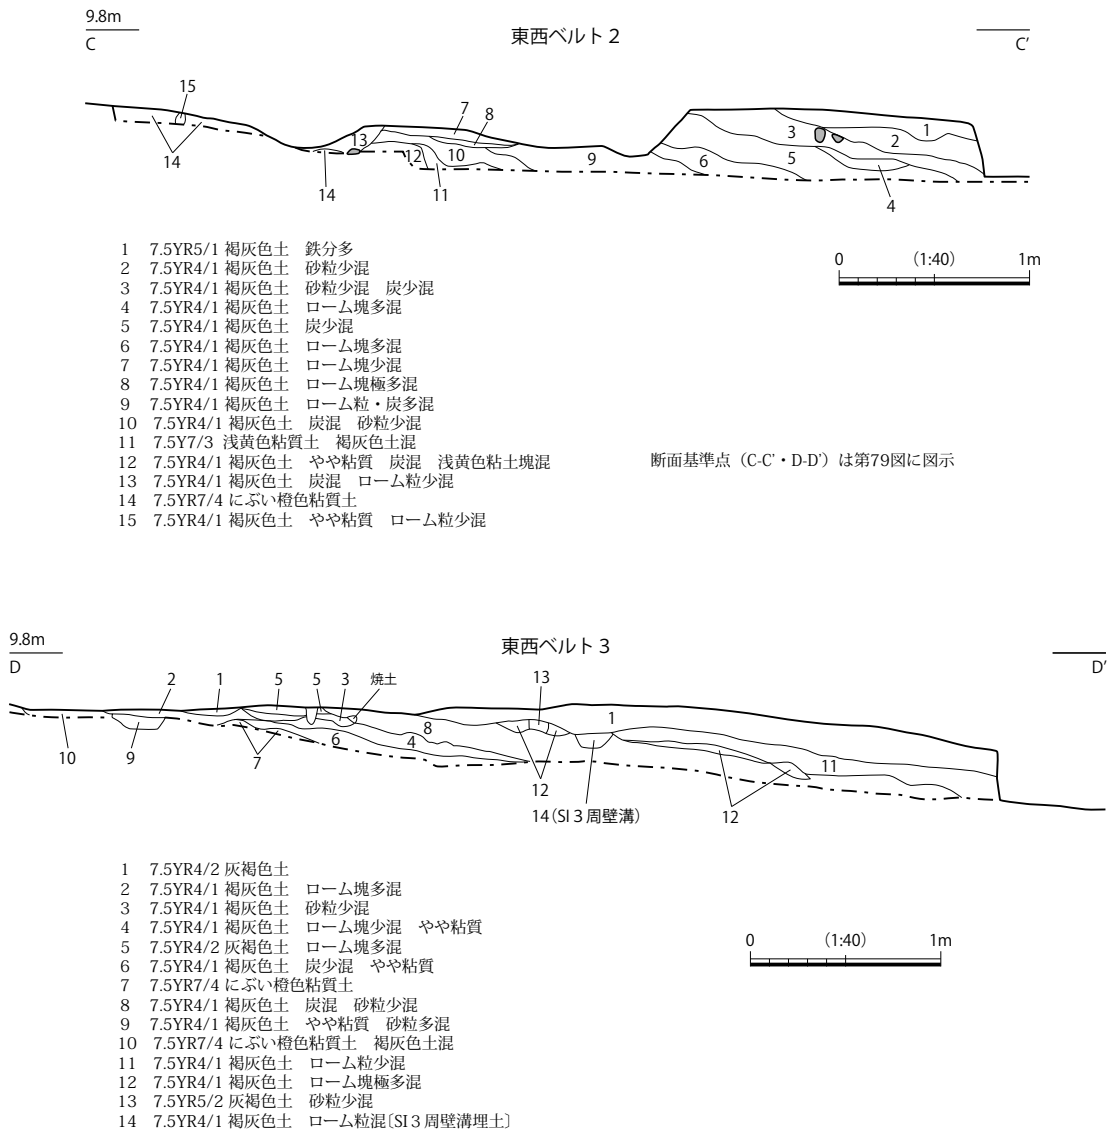 9.8m
東西ベルト 2
C C'
15
7
8
13
3
1
2
14
12
10
9
6
5
14
11
4
1 7.5YR5/1 褐灰色土 鉄分多
2 7.5YR4/1 褐灰色土 砂粒少混
3 7.5YR4/1 褐灰色土 砂粒少混 炭少混
4 7.5YR4/1 褐灰色土 ローム塊多混
5 7.5YR4/1 褐灰色土 炭少混
6 7.5YR4/1 褐灰色土 ローム塊多混
7 7.5YR4/1 褐灰色土 ローム塊少混
8 7.5YR4/1 褐灰色土 ローム塊極多混
9 7.5YR4/1 褐灰色土 ローム粒・炭多混
10 7.5YR4/1 褐灰色土 炭混 砂粒少混
11 7.5Y7/3 浅黄色粘質土 褐灰色土混
12 7.5YR4/1 褐灰色土 やや粘質 炭混 浅黄色粘土塊混
13 7.5YR4/1 褐灰色土 炭混 ローム粒少混
14 7.5YR7/4 にぶい橙色粘質土
15 7.5YR4/1 褐灰色土 やや粘質 ローム粒少混
0 (1:40) 1m
断面基準点（C-C'・D-D'）は第79図に図示
9.8m
東西ベルト 3
D D'
2 1 5 5 3 焼土 13
1
8
10 9 7 6 4
12
11
14(SI 3 周壁溝) 12
1 7.5YR4/2 灰褐色土
2 7.5YR4/1 褐灰色土 ローム塊多混
3 7.5YR4/1 褐灰色土 砂粒少混
4 7.5YR4/1 褐灰色土 ローム塊少混 やや粘質
5 7.5YR4/2 灰褐色土 ローム塊多混
6 7.5YR4/1 褐灰色土 炭少混 やや粘質
7 7.5YR7/4 にぶい橙色粘質土
8 7.5YR4/1 褐灰色土 炭混 砂粒少混
9 7.5YR4/1 褐灰色土 やや粘質 砂粒多混
10 7.5YR7/4 にぶい橙色粘質土 褐灰色土混
11 7.5YR4/1 褐灰色土 ローム粒少混
12 7.5YR4/1 褐灰色土 ローム塊極多混
13 7.5YR5/2 灰褐色土 砂粒少混
14 7.5YR4/1 褐灰色土 ローム粒混〔SI 3 周壁溝埋土〕
0 (1:40) 1m